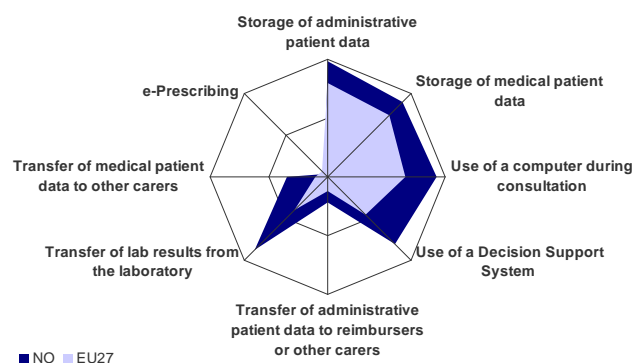 Storage of administrative
patient data
Storage of medical patient
data
Use of a computer during
consultation
Use of a Decision Support
System
Transfer of administrative
patient data to reimbursers
or other carers
Transfer of lab results from
the laboratory
Transfer of medical patient
data to other carers
e-Prescribing
NO EU27